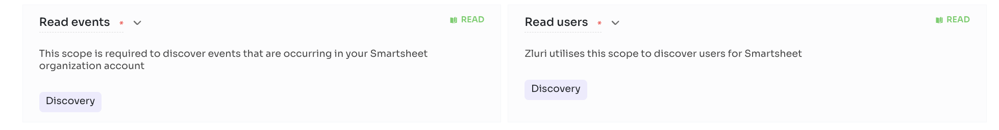 Read events *
READ
This scope is required to discover events that are occurring in your Smartsheet
organization account
Discovery
Read users *
READ
Zluri utilises this scope to discover users for Smartsheet
Discovery